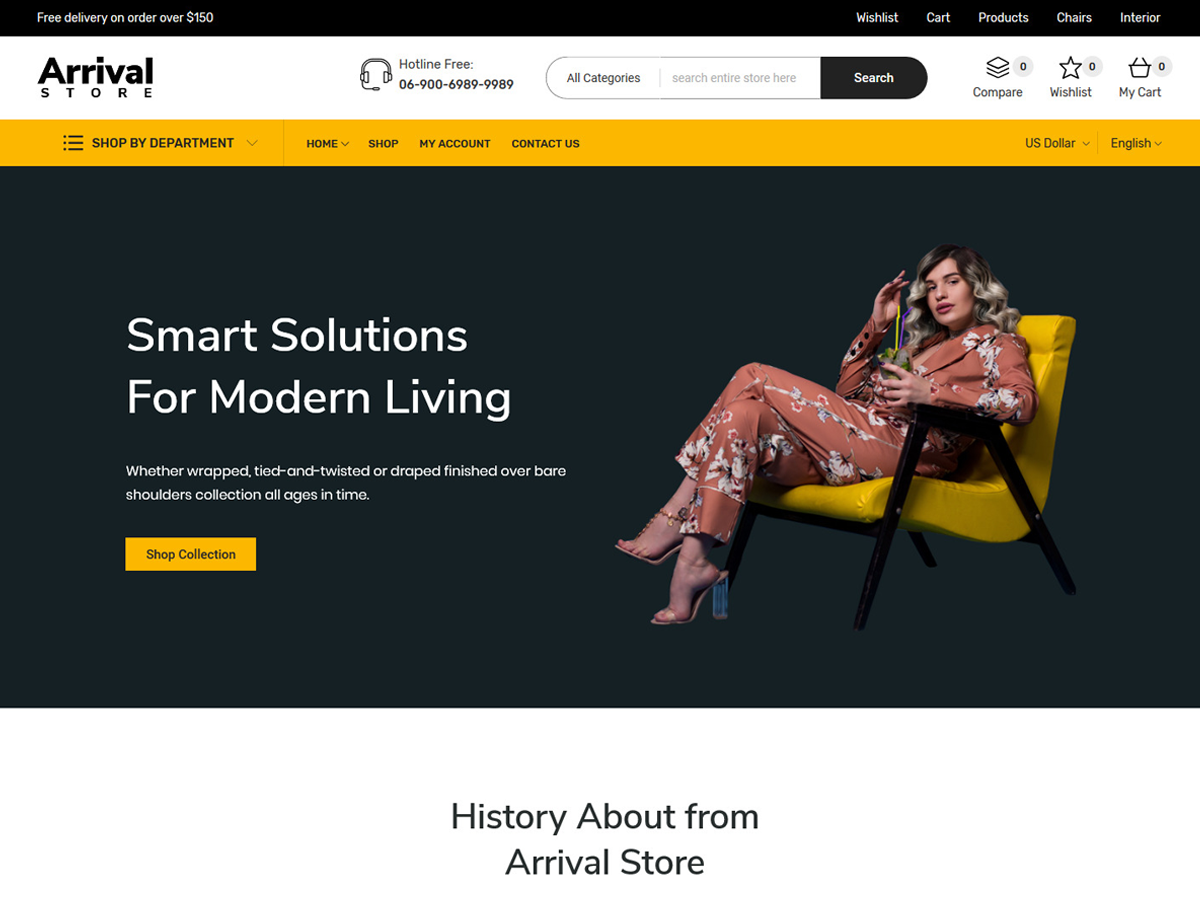 Free delivery on order over $150
Wishlist Cart Products Chairs Interior
Arrival
STORE
Hotline Free:
06-900-6989-9989
All Categories search entire store here Search
0 0 0
Compare Wishlist My Cart
SHOP BY DEPARTMENT HOME SHOP MY ACCOUNT CONTACT US US Dollar English
Smart Solutions
For Modern Living
Whether wrapped, tied-and-twisted or draped finished over bare
shoulders collection all ages in time.
Shop Collection
History About from
Arrival Store